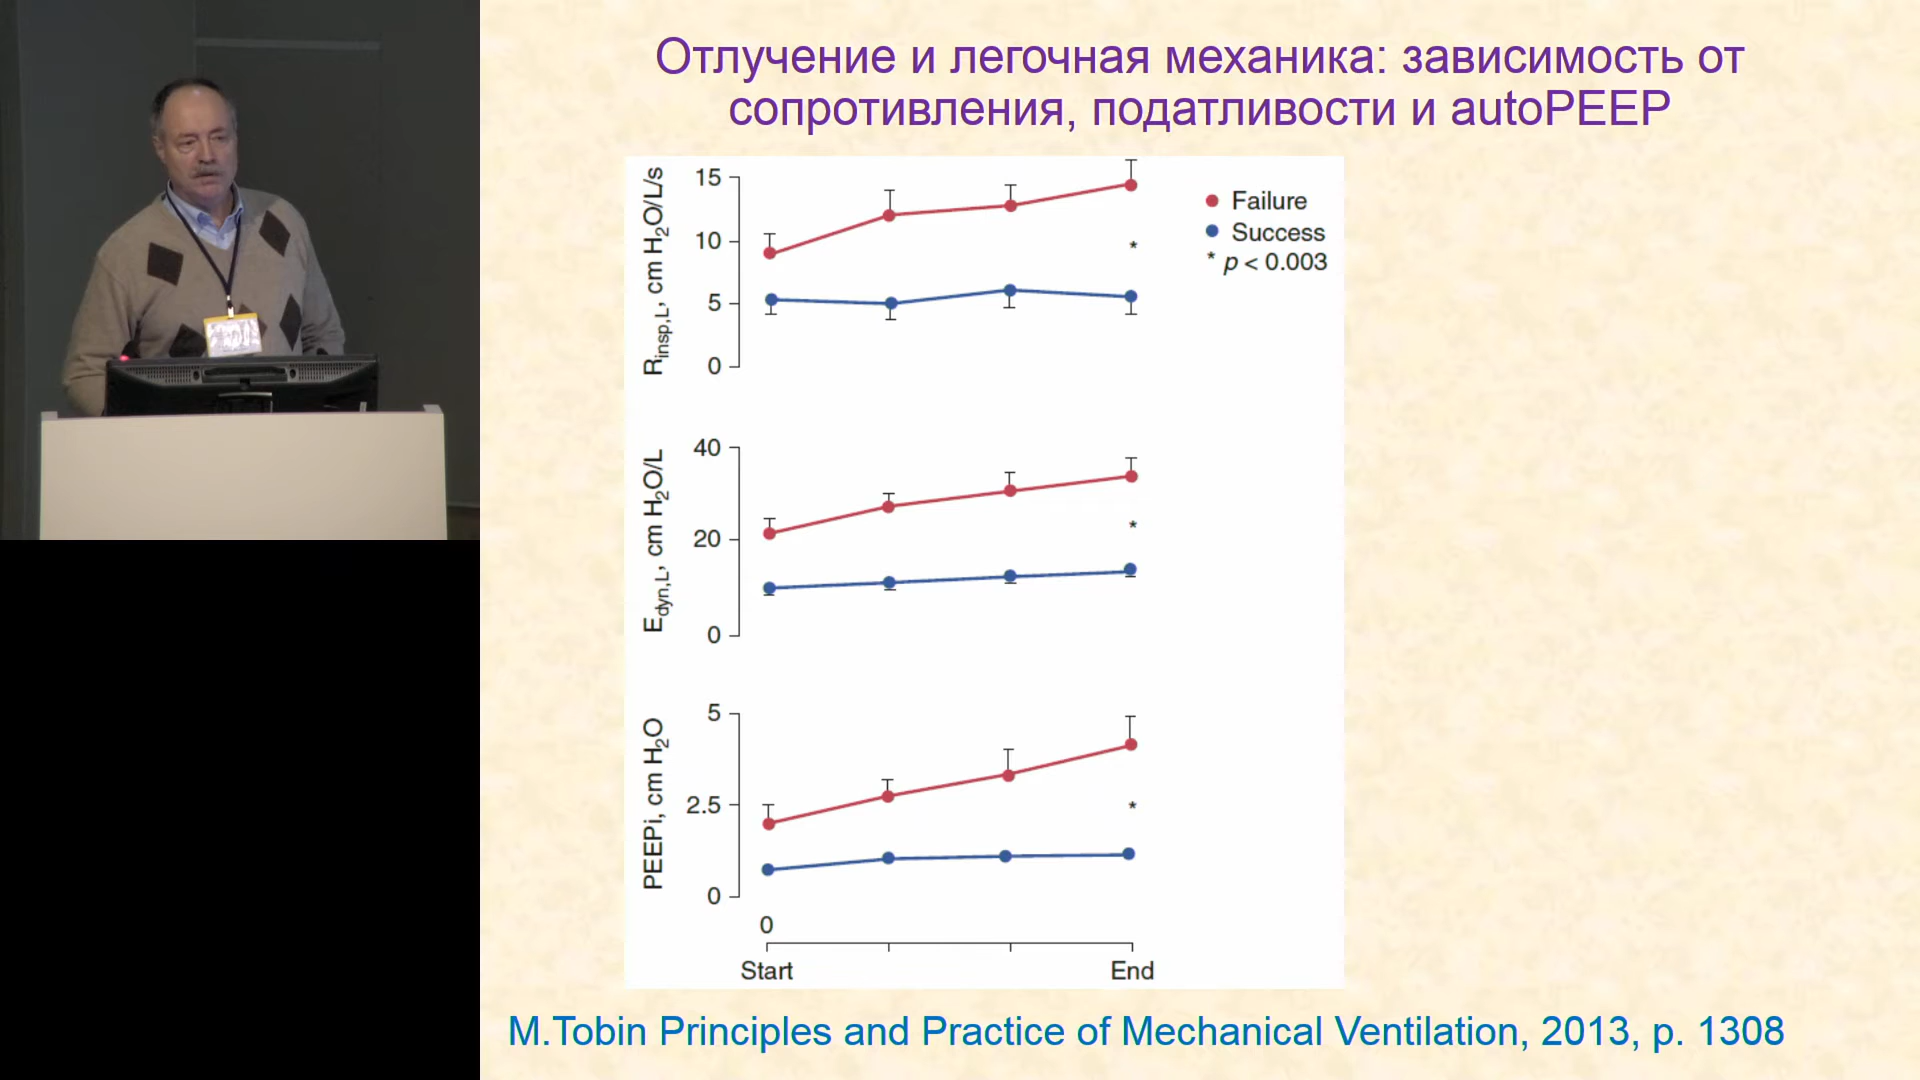 Отлучение и легочная механика: зависимость от
сопротивления, податливости и autoPEEP
R insp,L, cm H₂O/L/s
15
10
5
0
*
Failure
Success
* p < 0.003
E dyn,L, cm H₂O/L
40
20
0
*
PEEPi, cm H₂O
5
2.5
0
*
0
Start
End
M.Tobin Principles and Practice of Mechanical Ventilation, 2013, p. 1308